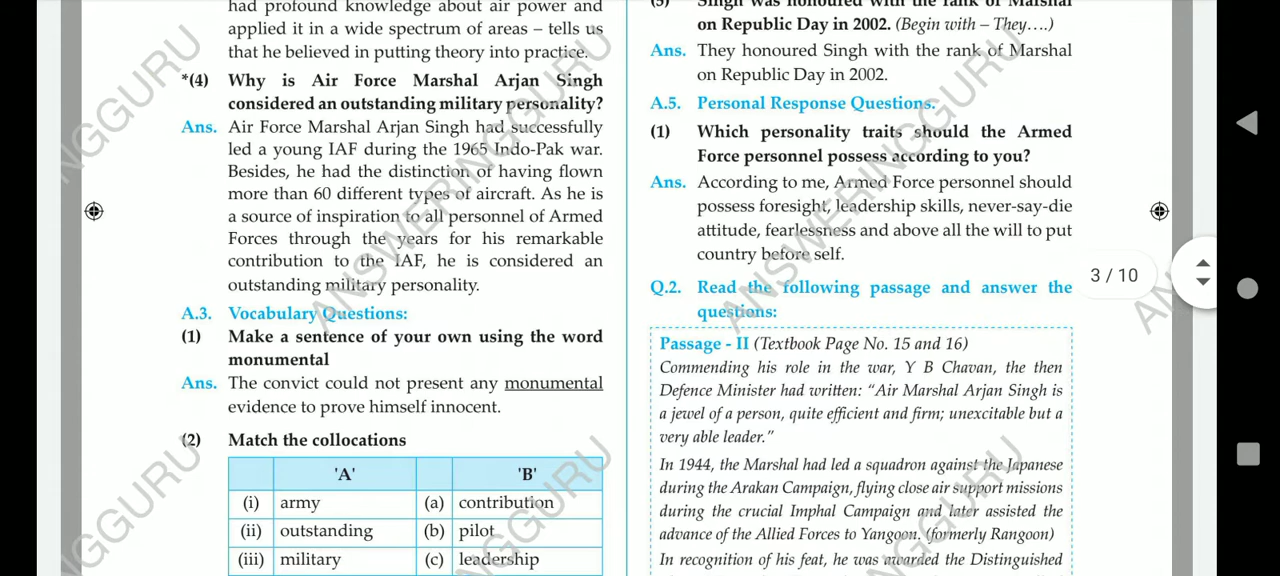 had profound knowledge about air power and
applied it in a wide spectrum of areas – tells us
that he believed in putting theory into practice.
*(4) Why is Air Force Marshal Arjan Singh
considered an outstanding military personality?
Ans. Air Force Marshal Arjan Singh had successfully
led a young IAF during the 1965 Indo-Pak war.
Besides, he had the distinction of having flown
more than 60 different types of aircraft. As he is
a source of inspiration to all personnel of Armed
Forces through the years for his remarkable
contribution to the IAF, he is considered an
outstanding military personality.
A.3. Vocabulary Questions:
(1) Make a sentence of your own using the word
monumental
Ans. The convict could not present any monumental
evidence to prove himself innocent.
(2) Match the collocations
'A' 'B'
(i) army (a) contribution
(ii) outstanding (b) pilot
(iii) military (c) leadership
(5) Singh was honoured with the rank of Marshal
on Republic Day in 2002. (Begin with – They....)
Ans. They honoured Singh with the rank of Marshal
on Republic Day in 2002.
A.5. Personal Response Questions.
(1) Which personality traits should the Armed
Force personnel possess according to you?
Ans. According to me, Armed Force personnel should
possess foresight, leadership skills, never-say-die
attitude, fearlessness and above all the will to put
country before self.
Q.2. Read the following passage and answer the
questions:
Passage - II (Textbook Page No. 15 and 16)
Commending his role in the war, Y B Chavan, the then
Defence Minister had written: “Air Marshal Arjan Singh is
a jewel of a person, quite efficient and firm; unexcitable but a
very able leader.”
In 1944, the Marshal had led a squadron against the Japanese
during the Arakan Campaign, flying close air support missions
during the crucial Imphal Campaign and later assisted the
advance of the Allied Forces to Yangoon. (formerly Rangoon)
In recognition of his feat, he was awarded the Distinguished
3 / 10
ANSWERINGGURU
ANSWERINGGURU
NGGURU
NGGURU
AN